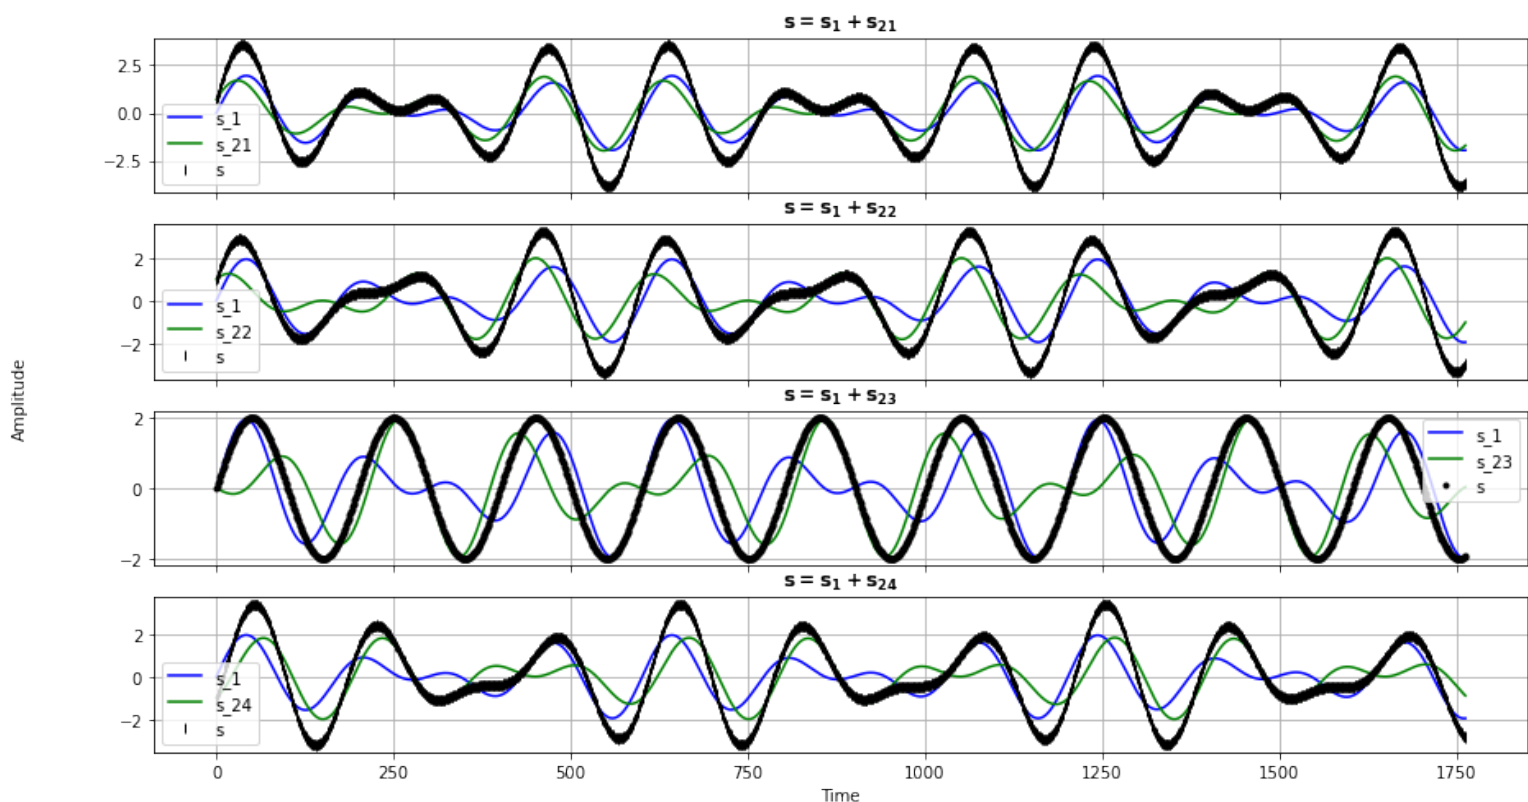 s = s₁ + s₂₁
2.5
0.0
−2.5
s_1
s_21
s
s = s₁ + s₂₂
2
0
−2
s_1
s_22
s
Amplitude
s = s₁ + s₂₃
2
0
−2
s_1
s_23
s
s = s₁ + s₂₄
2
0
−2
s_1
s_24
s
0 250 500 750 1000 1250 1500 1750
Time